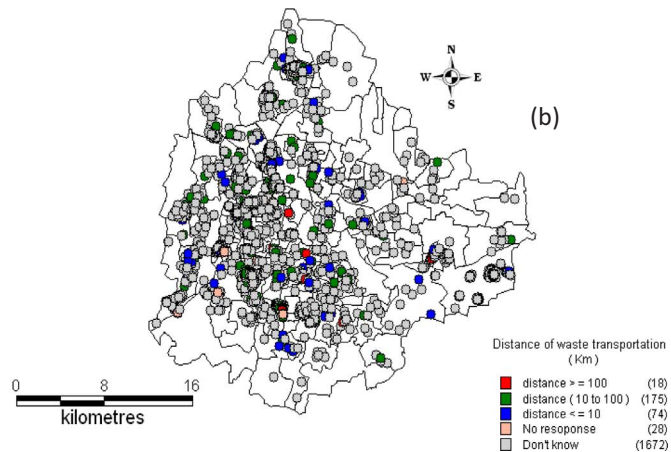 N
W E
S
(b)
Distance of waste transportation
( Km )
distance > = 100 (18)
distance ( 10 to 100 ) (175)
distance < = 10 (74)
No resoponse (28)
Don't know (1672)
0 8 16
kilometres